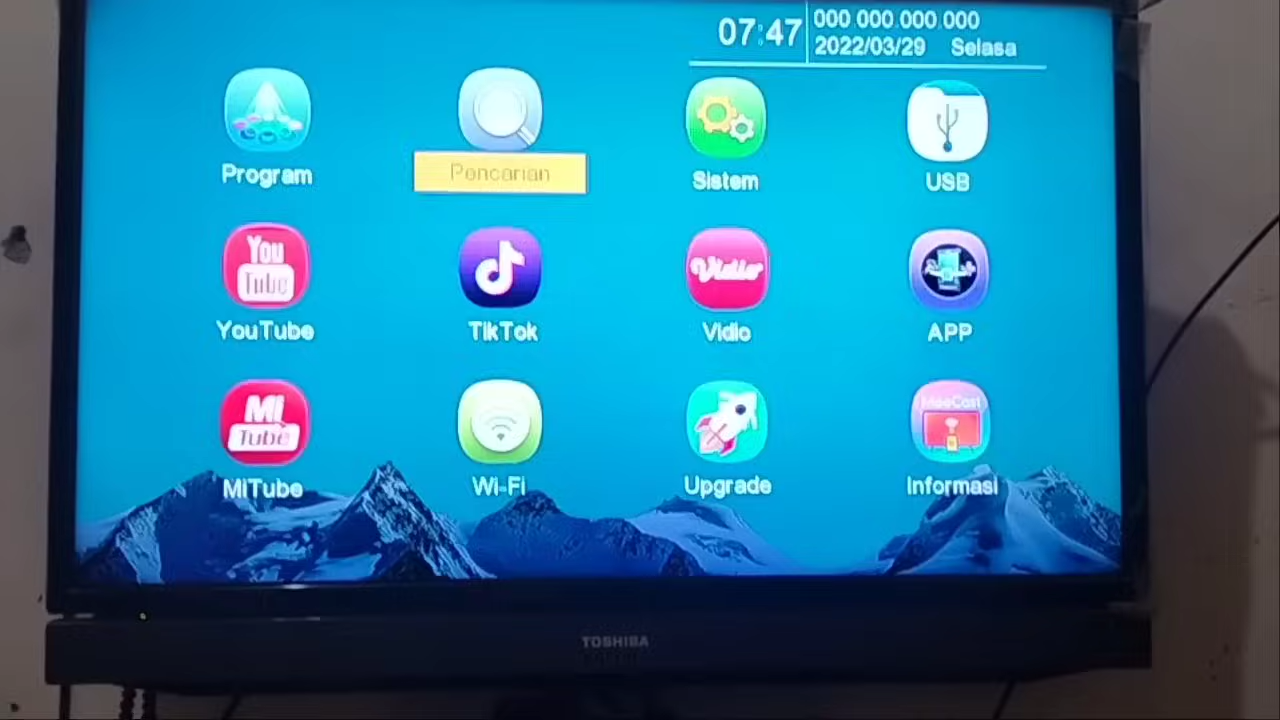 07:47
000.000.000.000
2022/03/29 Selasa
Program
Pencarian
Sistem
USB
You
Tube
Vidio
YouTube
TikTok
Vidio
APP
Mi
Tube
MeeCast
MiTube
Wi-Fi
Upgrade
Informasi
TOSHIBA